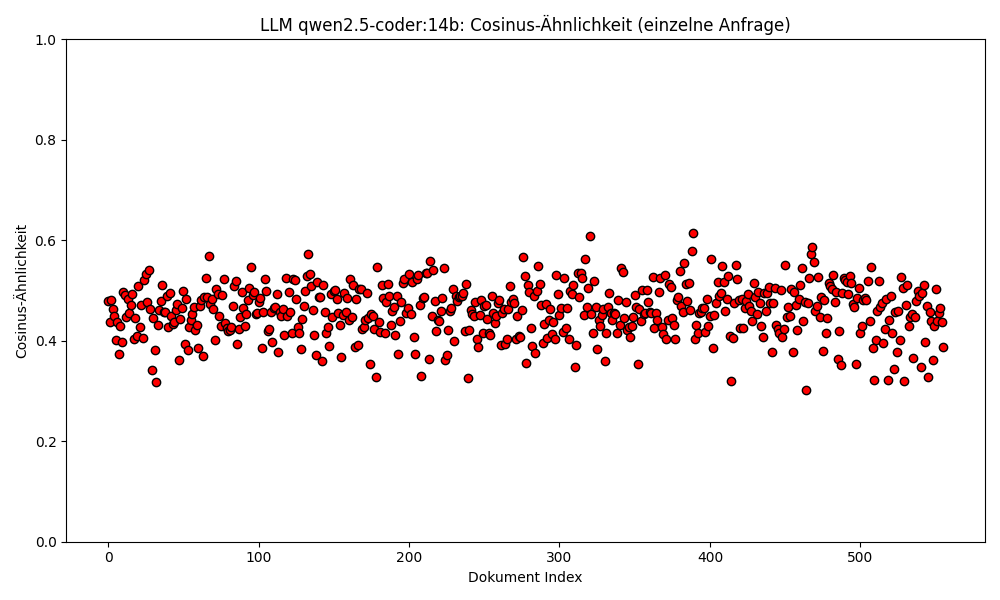 LLM qwen2.5-coder:14b: Cosinus-Ähnlichkeit (einzelne Anfrage)
1.0
0.8
0.6
0.4
0.2
0.0
Cosinus-Ähnlichkeit
0 100 200 300 400 500
Dokument Index